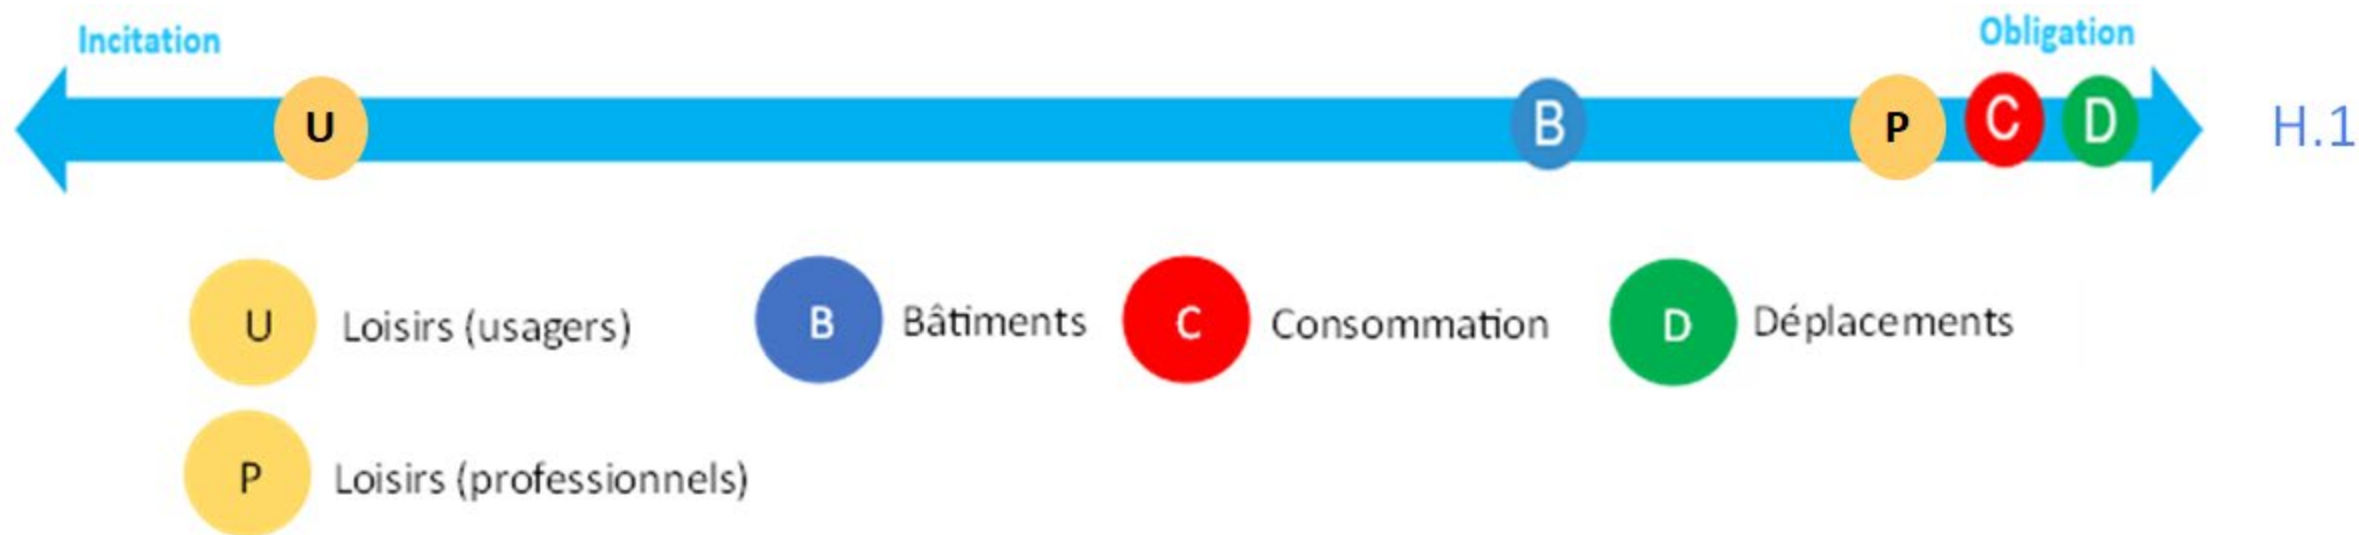 Incitation
Obligation
U
B
P
C
D
H.1
U Loisirs (usagers)
B Bâtiments
C Consommation
D Déplacements
P Loisirs (professionnels)